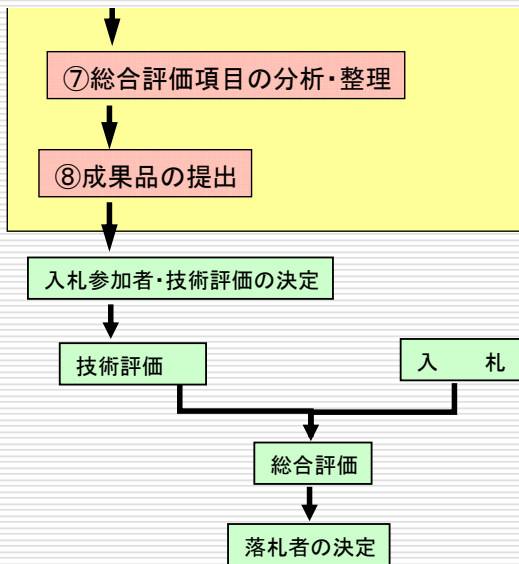 ⑦総合評価項目の分析・整理
⑧成果品の提出
入札参加者・技術評価の決定
技術評価
入　　札
総合評価
落札者の決定